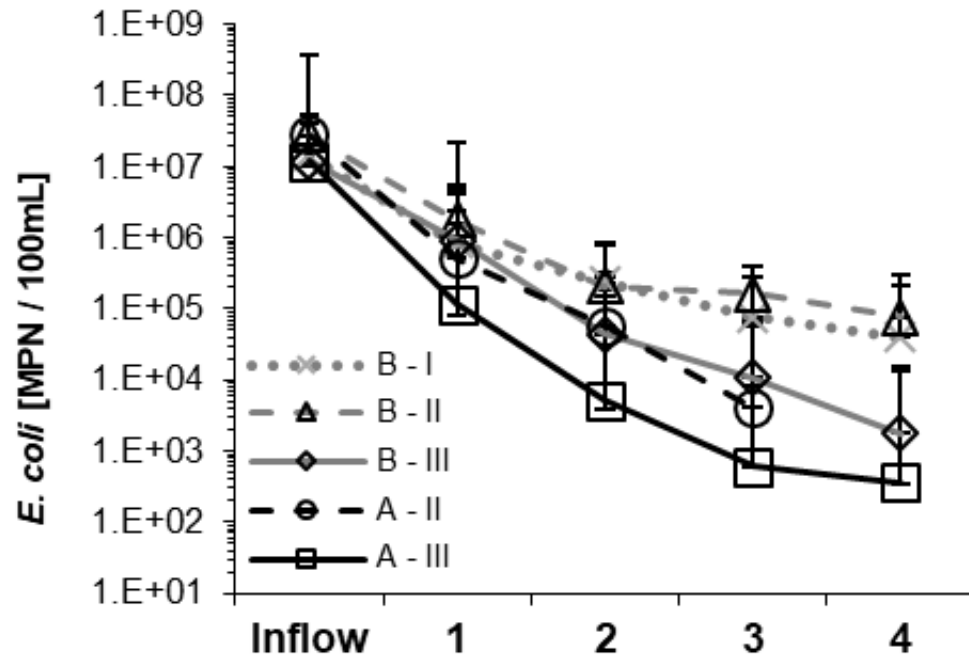 E. coli [MPN / 100mL]
1.E+09
1.E+08
1.E+07
1.E+06
1.E+05
1.E+04
1.E+03
1.E+02
1.E+01
B - I
B - II
B - III
A - II
A - III
Inflow 1 2 3 4